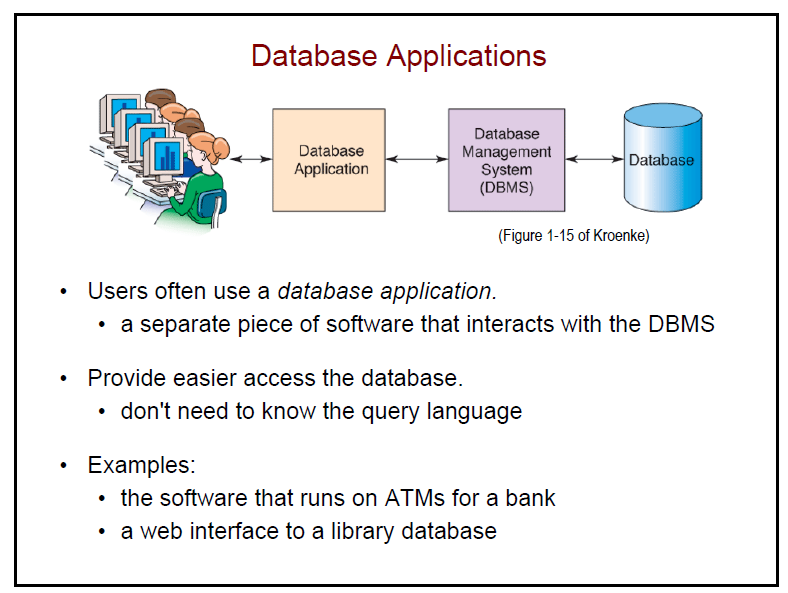 Database Applications
Database
Application
Database
Management
System
(DBMS)
Database
(Figure 1-15 of Kroenke)
• Users often use a database application.
• a separate piece of software that interacts with the DBMS
• Provide easier access the database.
• don't need to know the query language
• Examples:
• the software that runs on ATMs for a bank
• a web interface to a library database